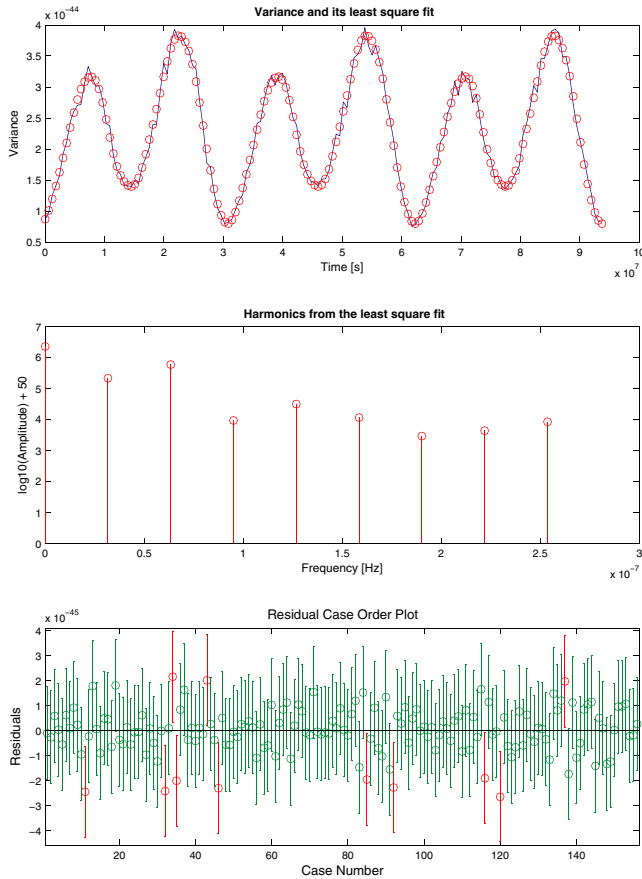 Variance and its least square fit
x 10^-44
4
3.5
3
2.5
2
1.5
1
0.5
Variance
0 1 2 3 4 5 6 7 8 9 10
Time [s]
x 10^7
Harmonics from the least square fit
7
6
5
4
3
2
1
0
log10(Amplitude) + 50
0 0.5 1 1.5 2 2.5 3
Frequency [Hz]
x 10^-7
Residual Case Order Plot
x 10^-45
4
3
2
1
0
−1
−2
−3
−4
Residuals
20 40 60 80 100 120 140
Case Number